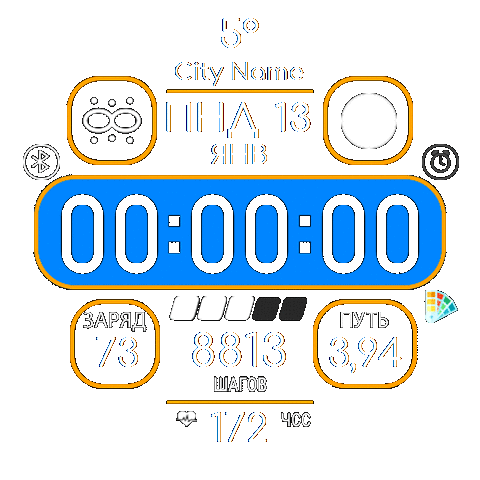 5°
City Name
ПНД 13
ЯНВ
00:00:00
ЗАРЯД
73
8813
ШАГОВ
ПУТЬ
3,94
172 ЧСС